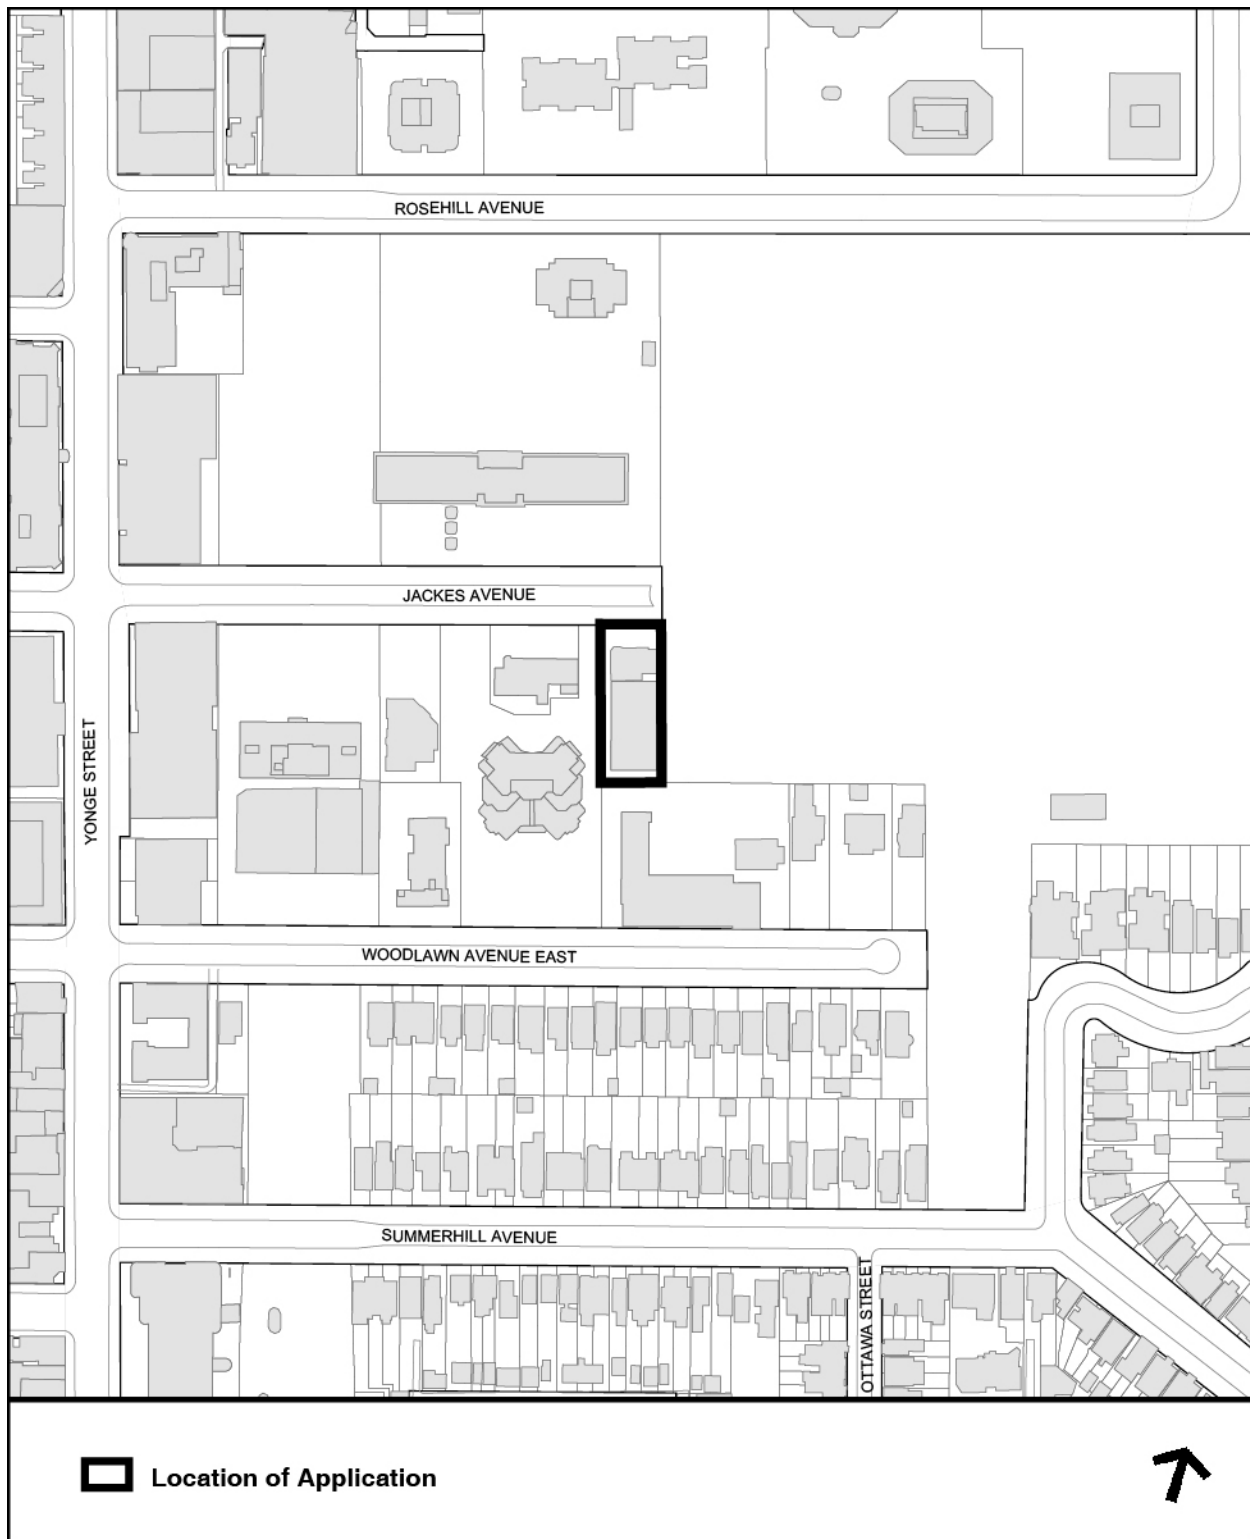 ROSEHILL AVENUE
JACKES AVENUE
YONGE STREET
WOODLAWN AVENUE EAST
SUMMERHILL AVENUE
OTTAWA STREET
Location of Application